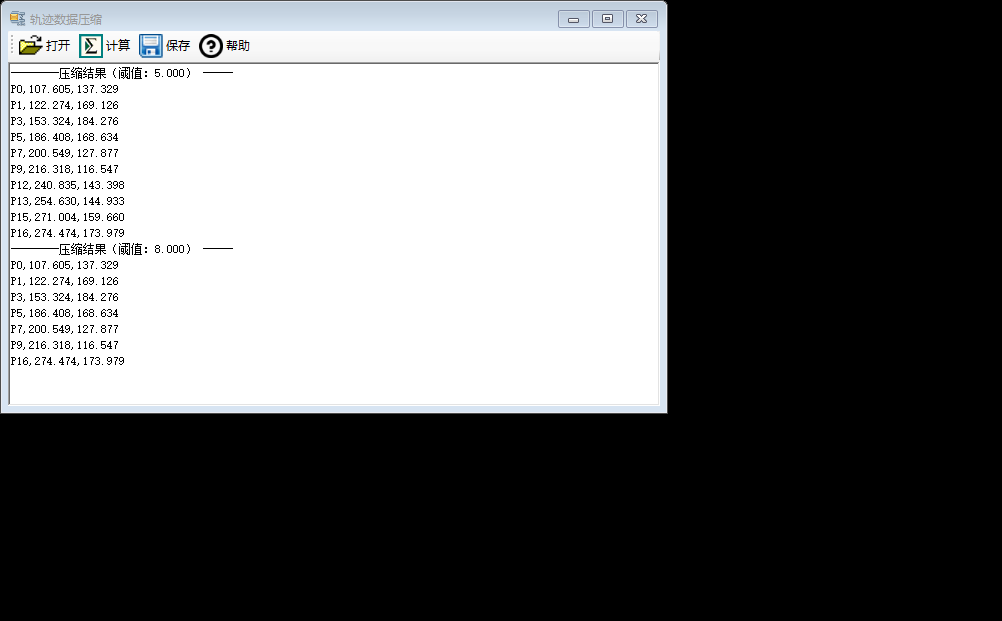 轨迹数据压缩
打开 计算 保存 帮助
————压缩结果（阈值：5.000） ———
P0,107.605,137.329
P1,122.274,169.126
P3,153.324,184.276
P5,186.408,168.634
P7,200.549,127.877
P9,216.318,116.547
P12,240.835,143.398
P13,254.630,144.933
P15,271.004,159.660
P16,274.474,173.979
————压缩结果（阈值：8.000） ———
P0,107.605,137.329
P1,122.274,169.126
P3,153.324,184.276
P5,186.408,168.634
P7,200.549,127.877
P9,216.318,116.547
P16,274.474,173.979